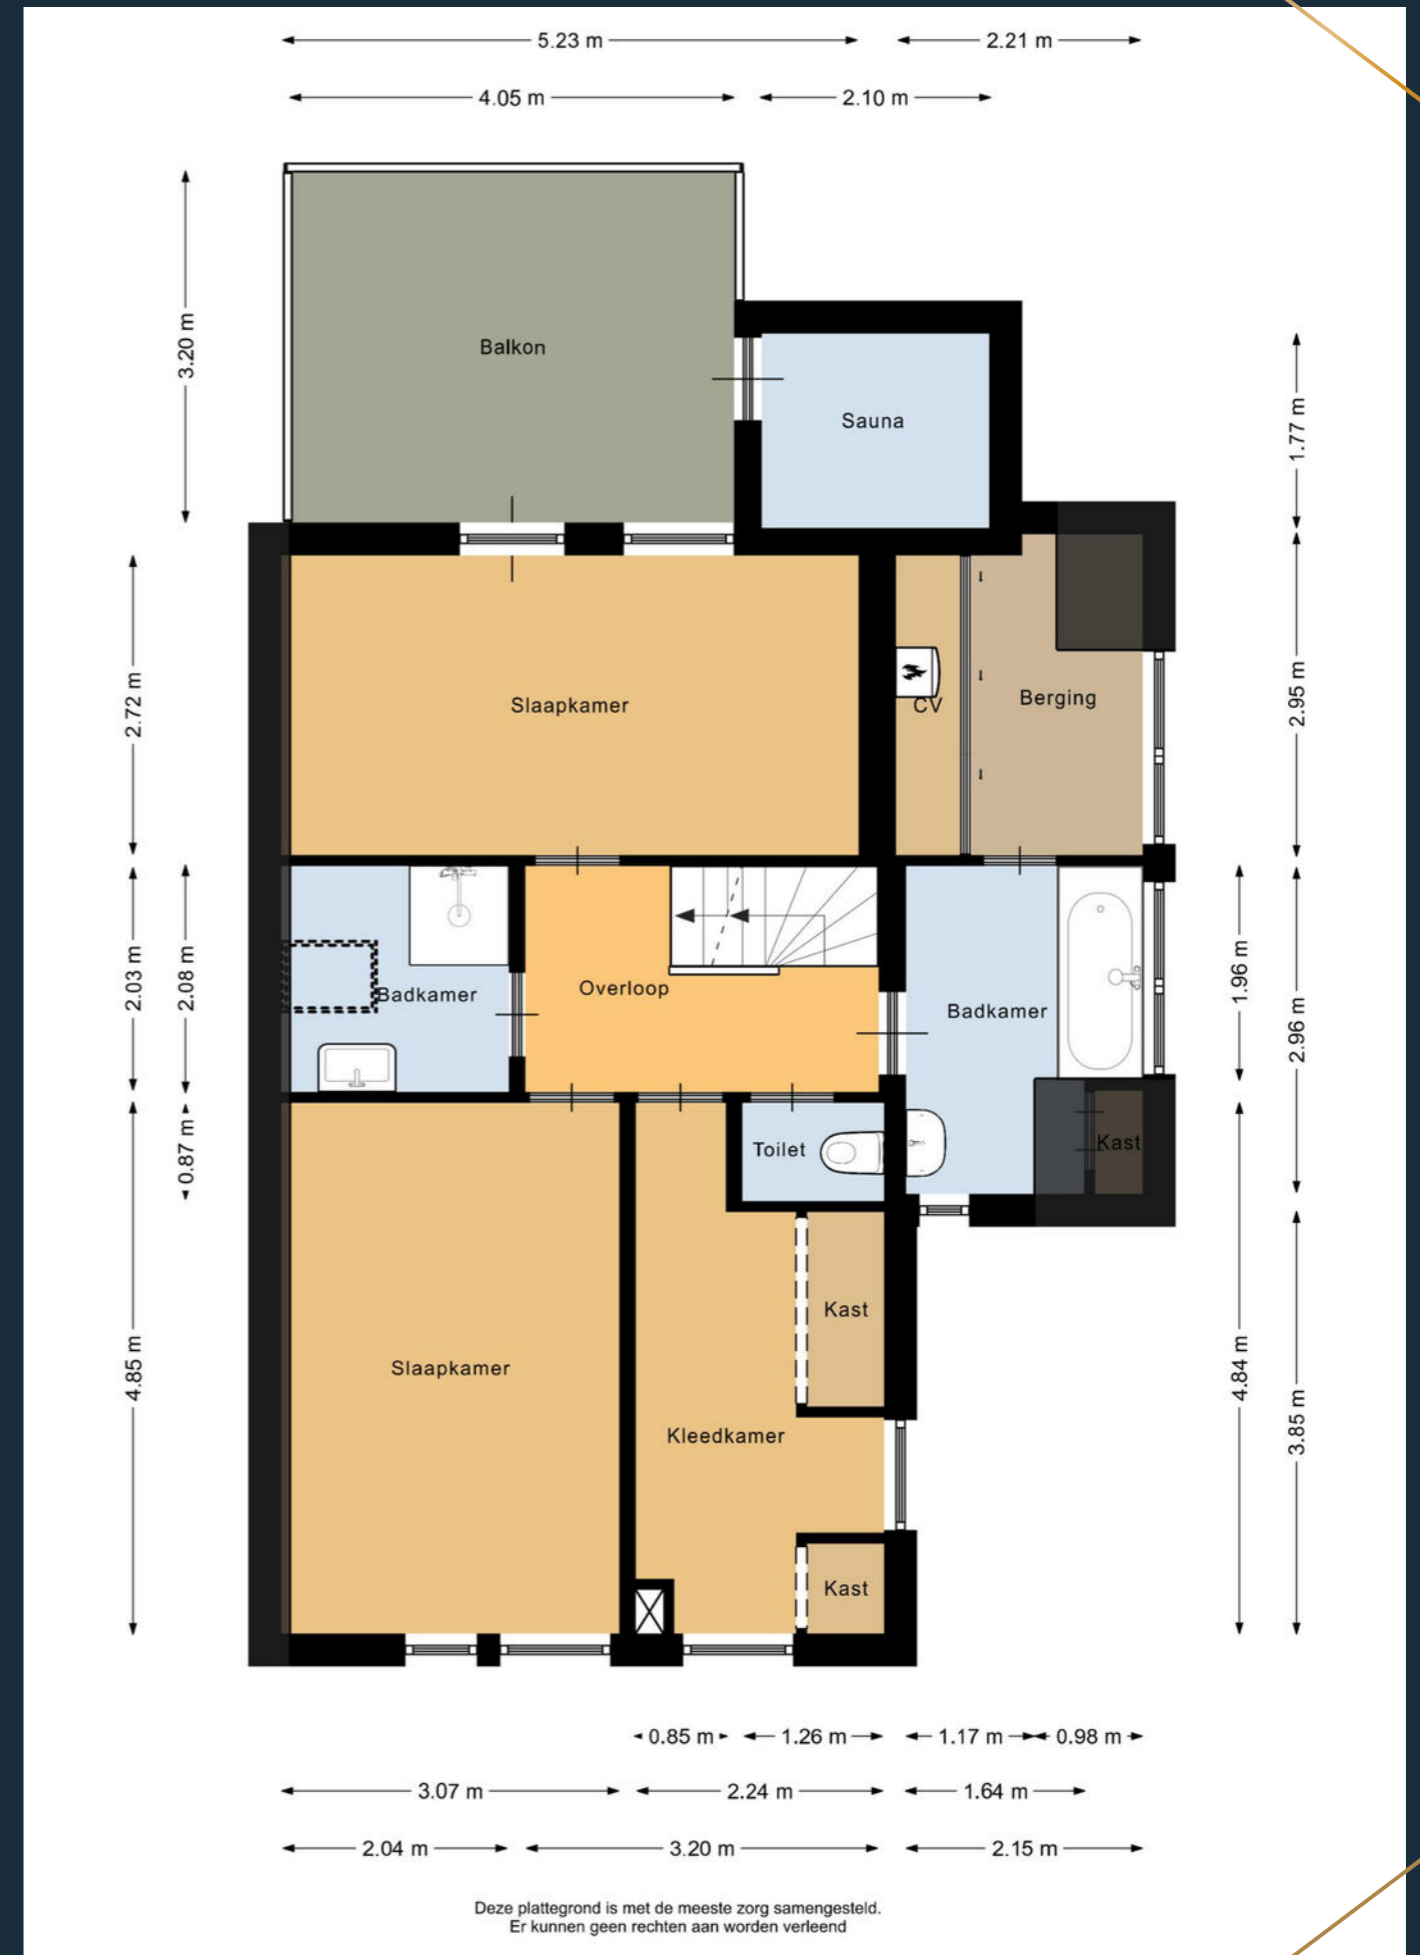 5.23 m
2.21 m
4.05 m
2.10 m
3.20 m
Balkon
Sauna
1.77 m
2.72 m
Slaapkamer
CV
Berging
2.95 m
2.03 m
2.08 m
Badkamer
Overloop
Badkamer
1.96 m
2.96 m
0.87 m
Toilet
Kast
Kast
4.85 m
Slaapkamer
Kleedkamer
4.84 m
3.85 m
Kast
0.85 m
1.26 m
1.17 m
0.98 m
3.07 m
2.24 m
1.64 m
2.04 m
3.20 m
2.15 m
Deze plattegrond is met de meeste zorg samengesteld.
Er kunnen geen rechten aan worden verleend